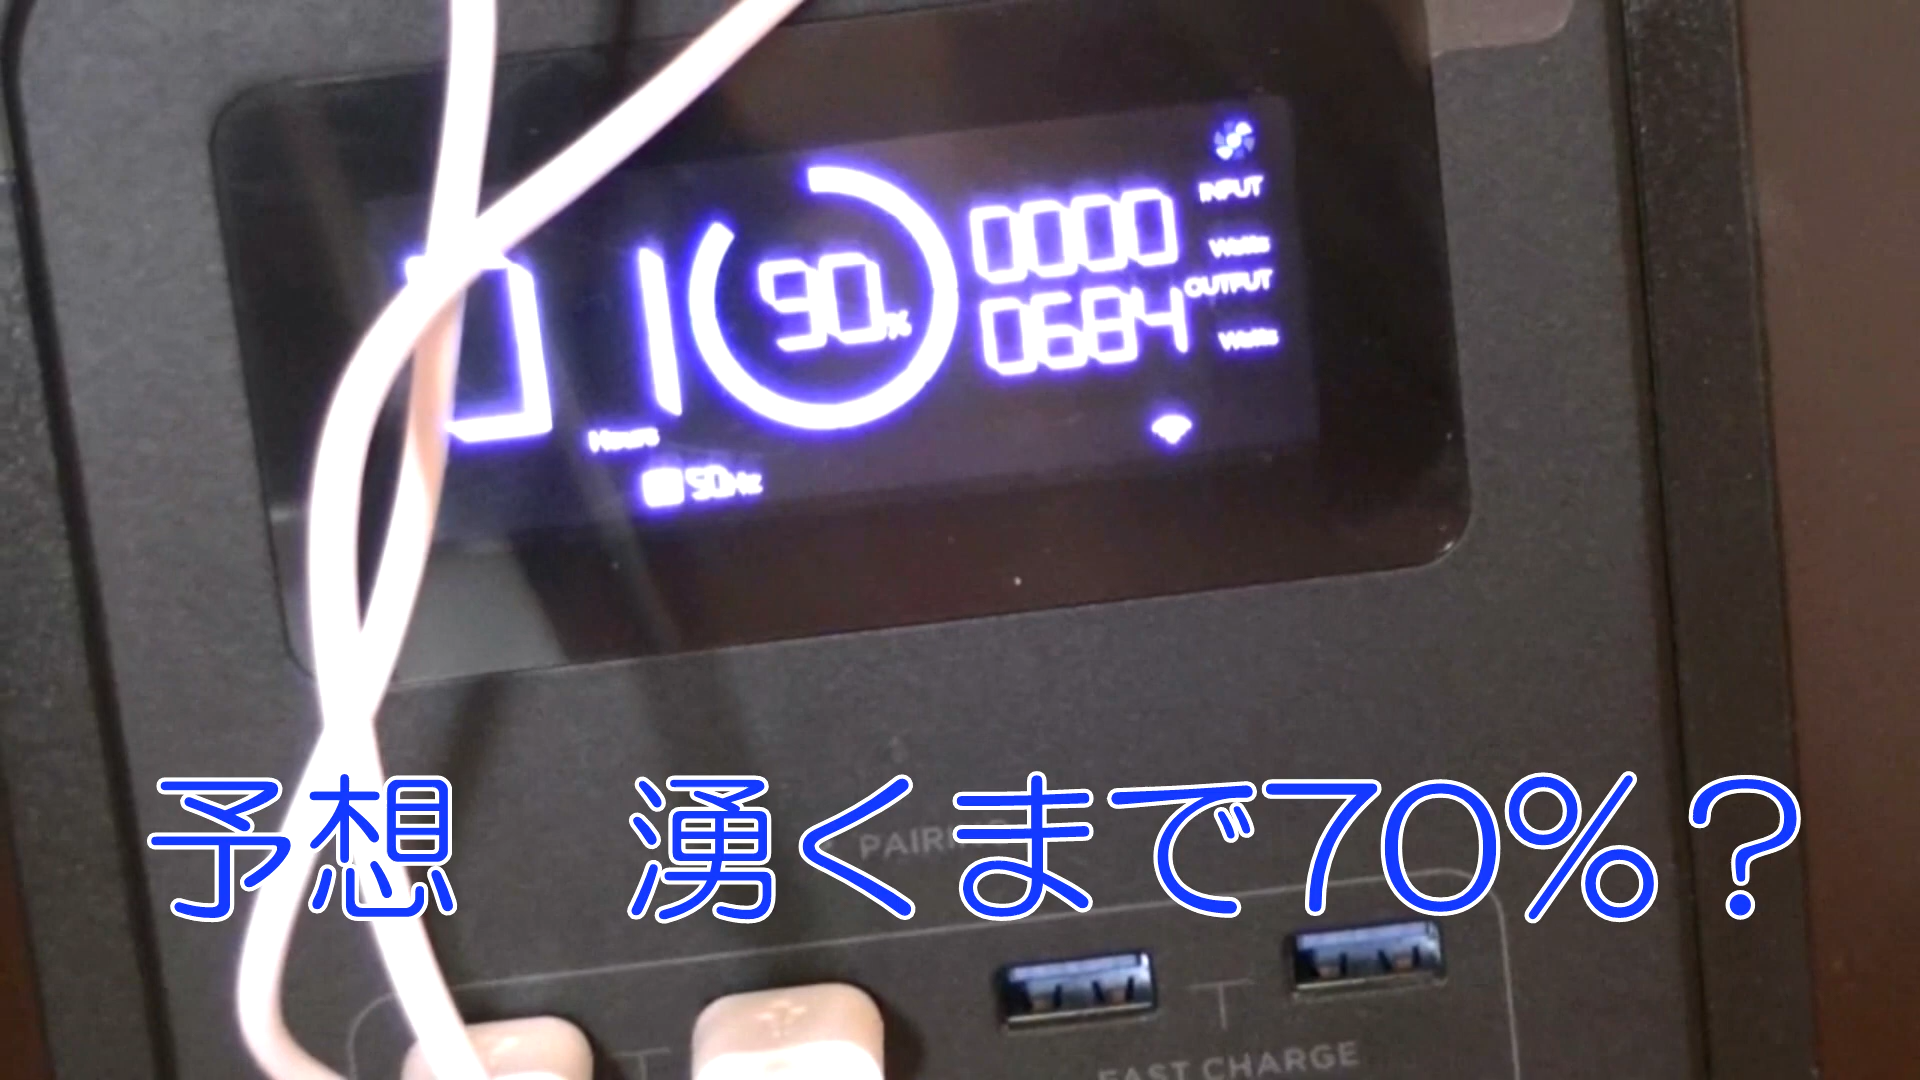 INPUT
0000
Watts
OUTPUT
90%
0684
Watts
1
Hours
50Hz
予想　湧くまで70%？
FAST CHARGE